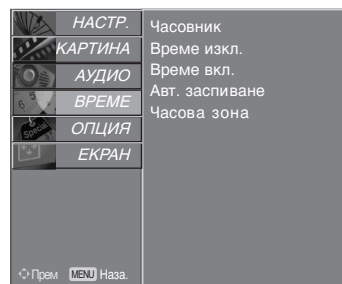 НАСТР.
КАРТИНА
АУДИО
ВРЕМЕ
ОПЦИЯ
ЕКРАН
Часовник
Време изкл.
Време вкл.
Авт. заспиване
Часова зона
Прем MENU Наза.